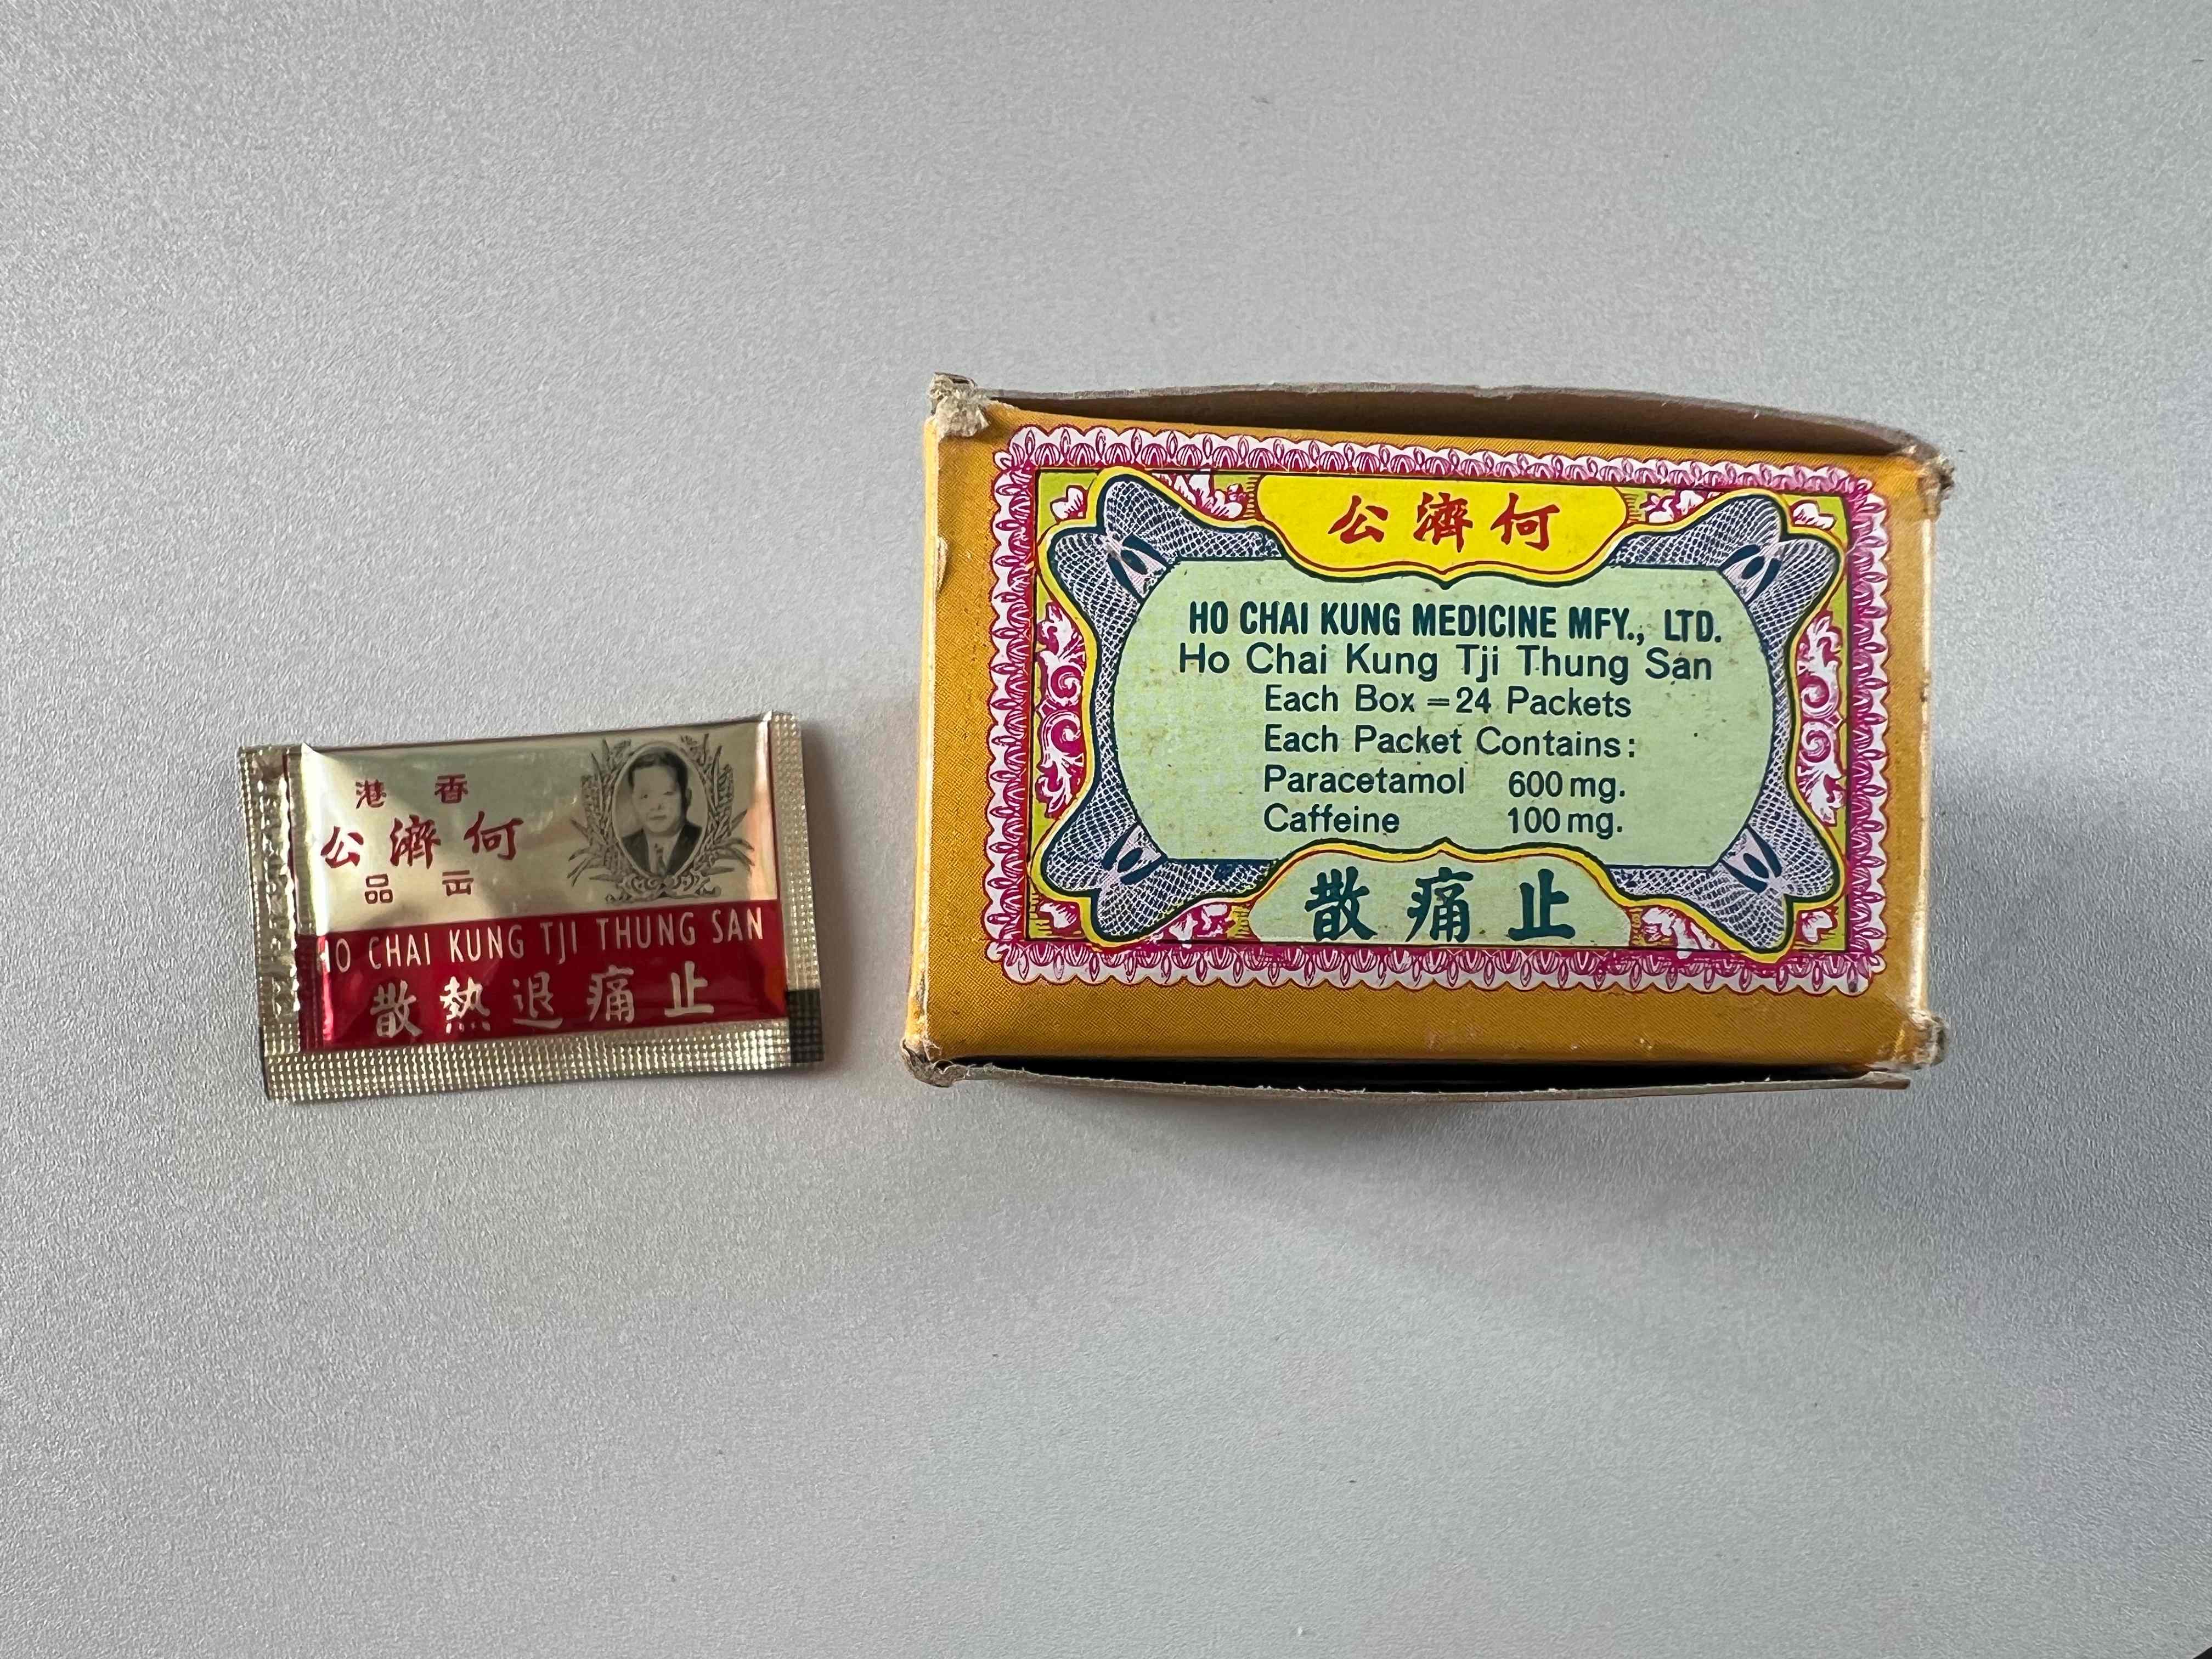 香港
何濟公
出品
HO CHAI KUNG TJI THUNG SAN
止痛退熱散
何濟公
HO CHAI KUNG MEDICINE MFY., LTD.
Ho Chai Kung Tji Thung San
Each Box = 24 Packets
Each Packet Contains:
Paracetamol 600 mg.
Caffeine 100 mg.
止痛散